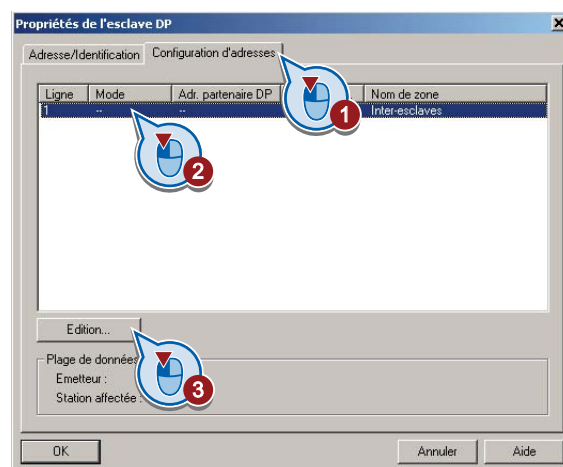 Propriétés de l'esclave DP
Adresse/Identification Configuration d'adresses
Ligne Mode Adr. partenaire DP Nom de zone
1 -- -- Inter-esclaves
1
2
Edition...
Plage de données
Emetteur :
Station affectée :
3
OK Annuler Aide